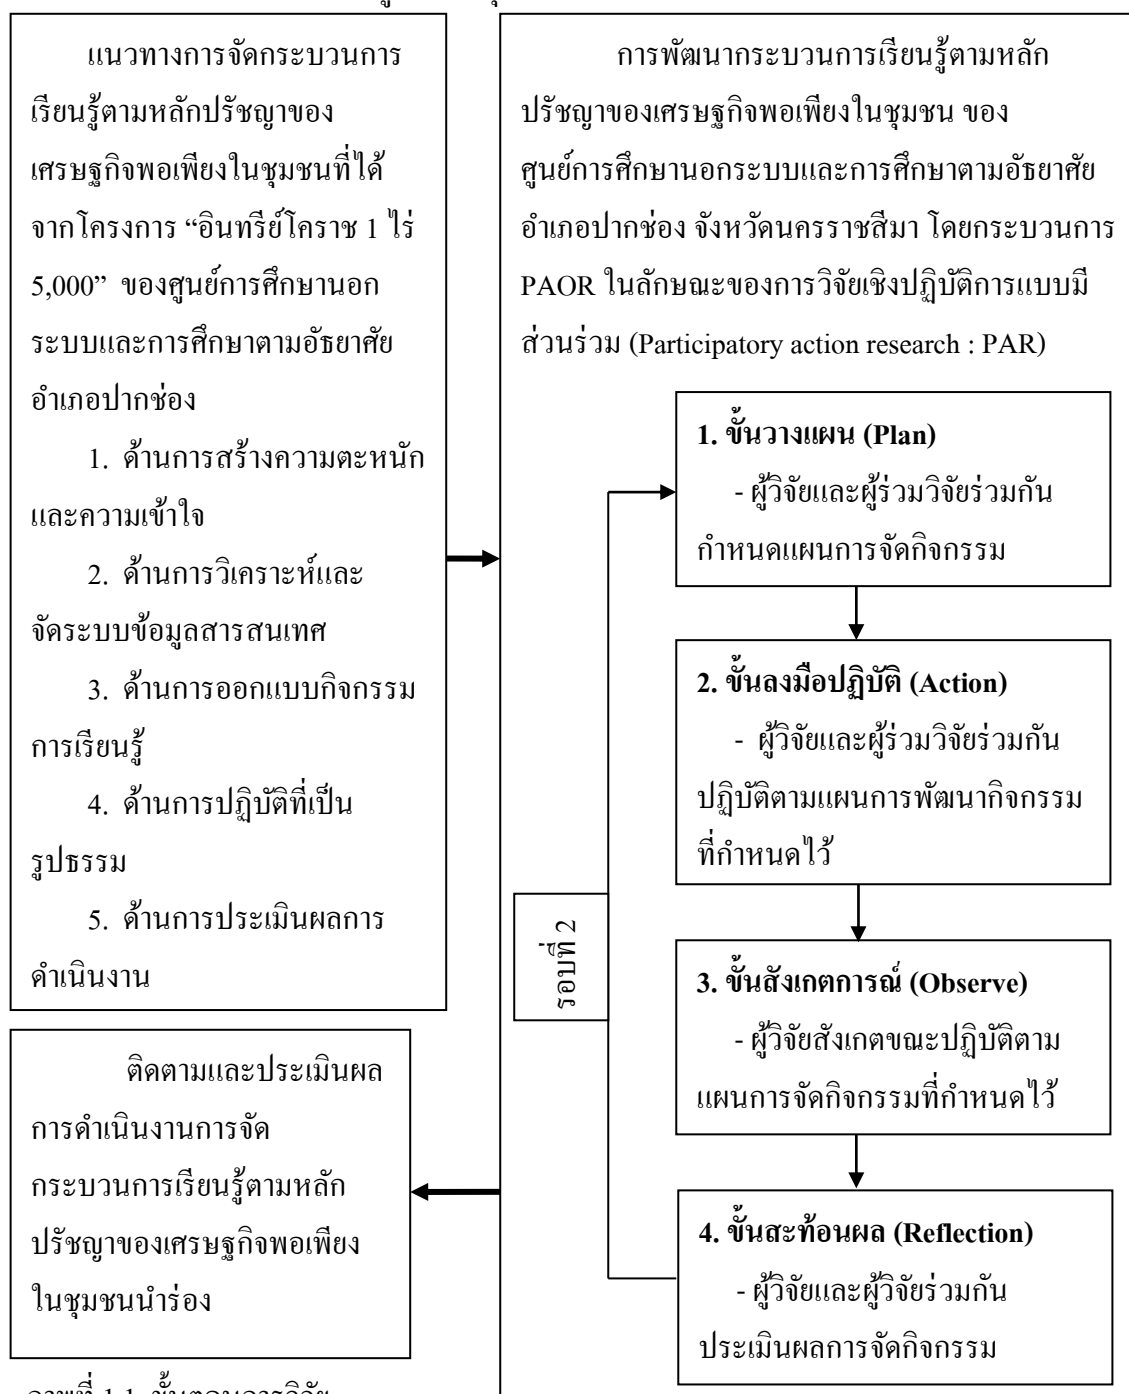 แนวทางการจัดกระบวนการ
เรียนรู้ตามหลักปรัชญาของ
เศรษฐกิจพอเพียงในชุมชนที่ได้
จากโครงการ “อินทรีย์โคราช 1 ไร่
5,000” ของศูนย์การศึกษานอก
ระบบและการศึกษาตามอัธยาศัย
อำเภอปากช่อง
1. ด้านการสร้างความตะหนัก
และความเข้าใจ
2. ด้านการวิเคราะห์และ
จัดระบบข้อมูลสารสนเทศ
3. ด้านการออกแบบกิจกรรม
การเรียนรู้
4. ด้านการปฏิบัติที่เป็น
รูปธรรม
5. ด้านการประเมินผลการ
ดำเนินงาน
การพัฒนากระบวนการเรียนรู้ตามหลัก
ปรัชญาของเศรษฐกิจพอเพียงในชุมชน ของ
ศูนย์การศึกษานอกระบบและการศึกษาตามอัธยาศัย
อำเภอปากช่อง จังหวัดนครราชสีมา โดยกระบวนการ
PAOR ในลักษณะของการวิจัยเชิงปฏิบัติการแบบมี
ส่วนร่วม (Participatory action research : PAR)
1. ขั้นวางแผน (Plan)
- ผู้วิจัยและผู้ร่วมวิจัยร่วมกัน
กำหนดแผนการจัดกิจกรรม
2. ขั้นลงมือปฏิบัติ (Action)
- ผู้วิจัยและผู้ร่วมวิจัยร่วมกัน
ปฏิบัติตามแผนการพัฒนากิจกรรม
ที่กำหนดไว้
รอบที่ 2
3. ขั้นสังเกตการณ์ (Observe)
- ผู้วิจัยสังเกตขณะปฏิบัติตาม
แผนการจัดกิจกรรมที่กำหนดไว้
4. ขั้นสะท้อนผล (Reflection)
- ผู้วิจัยและผู้วิจัยร่วมกัน
ประเมินผลการจัดกิจกรรม
ติดตามและประเมินผล
การดำเนินงานการจัด
กระบวนการเรียนรู้ตามหลัก
ปรัชญาของเศรษฐกิจพอเพียง
ในชุมชนนำร่อง